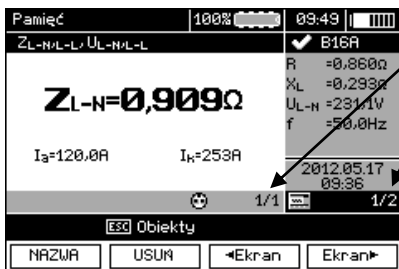 Pamięć 100% 09:49
ZL-N,L-L, UL-N,L-L B16A
R =0,860Ω
XL =0,293Ω
ZL-N=0,909Ω
UL-N =231,1V
f =50,0Hz
Ia=120,0A Ik=253A
2012.05.17
09:36
1/1 1/2
ESC Obiekty
NAZWA USUŃ ◄Ekran Ekran►